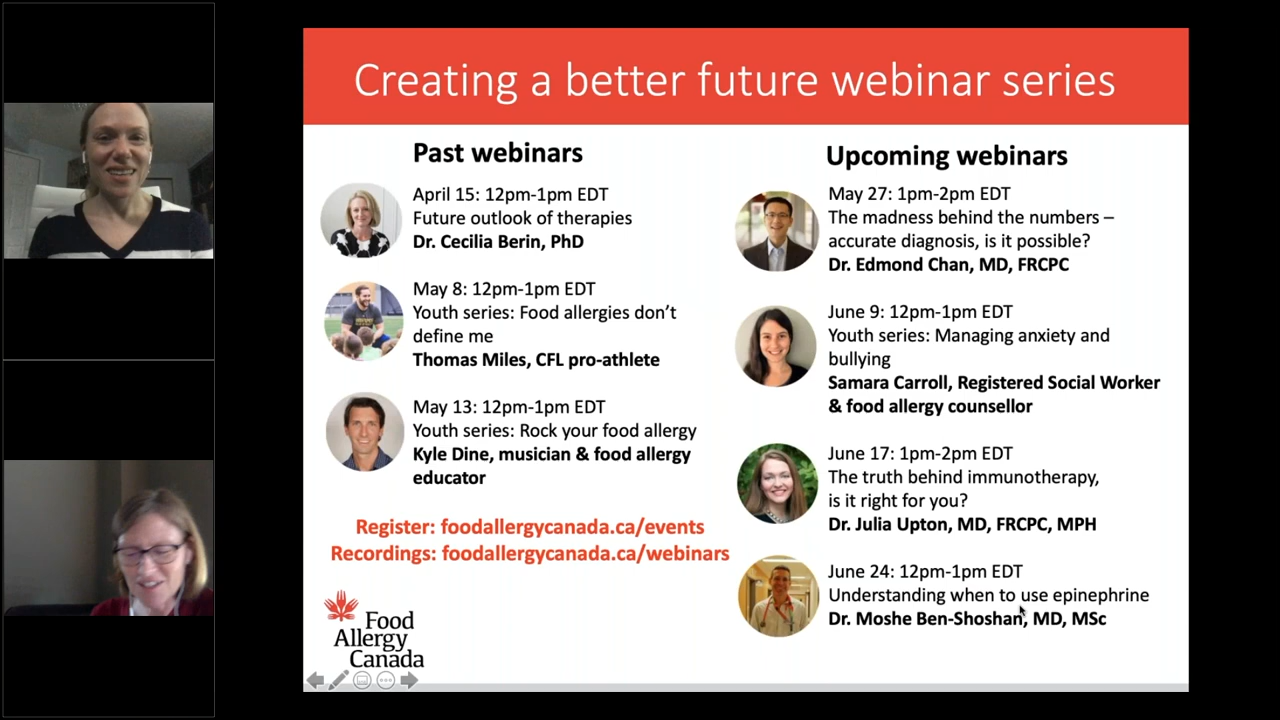 Creating a better future webinar series
Past webinars
April 15: 12pm-1pm EDT
Future outlook of therapies
Dr. Cecilia Berin, PhD
May 8: 12pm-1pm EDT
Youth series: Food allergies don’t
define me
Thomas Miles, CFL pro-athlete
May 13: 12pm-1pm EDT
Youth series: Rock your food allergy
Kyle Dine, musician & food allergy
educator
Register: foodallergycanada.ca/events
Recordings: foodallergycanada.ca/webinars
Food
Allergy
Canada
Upcoming webinars
May 27: 1pm-2pm EDT
The madness behind the numbers –
accurate diagnosis, is it possible?
Dr. Edmond Chan, MD, FRCPC
June 9: 12pm-1pm EDT
Youth series: Managing anxiety and
bullying
Samara Carroll, Registered Social Worker
& food allergy counsellor
June 17: 1pm-2pm EDT
The truth behind immunotherapy,
is it right for you?
Dr. Julia Upton, MD, FRCPC, MPH
June 24: 12pm-1pm EDT
Understanding when to use epinephrine
Dr. Moshe Ben-Shoshan, MD, MSc